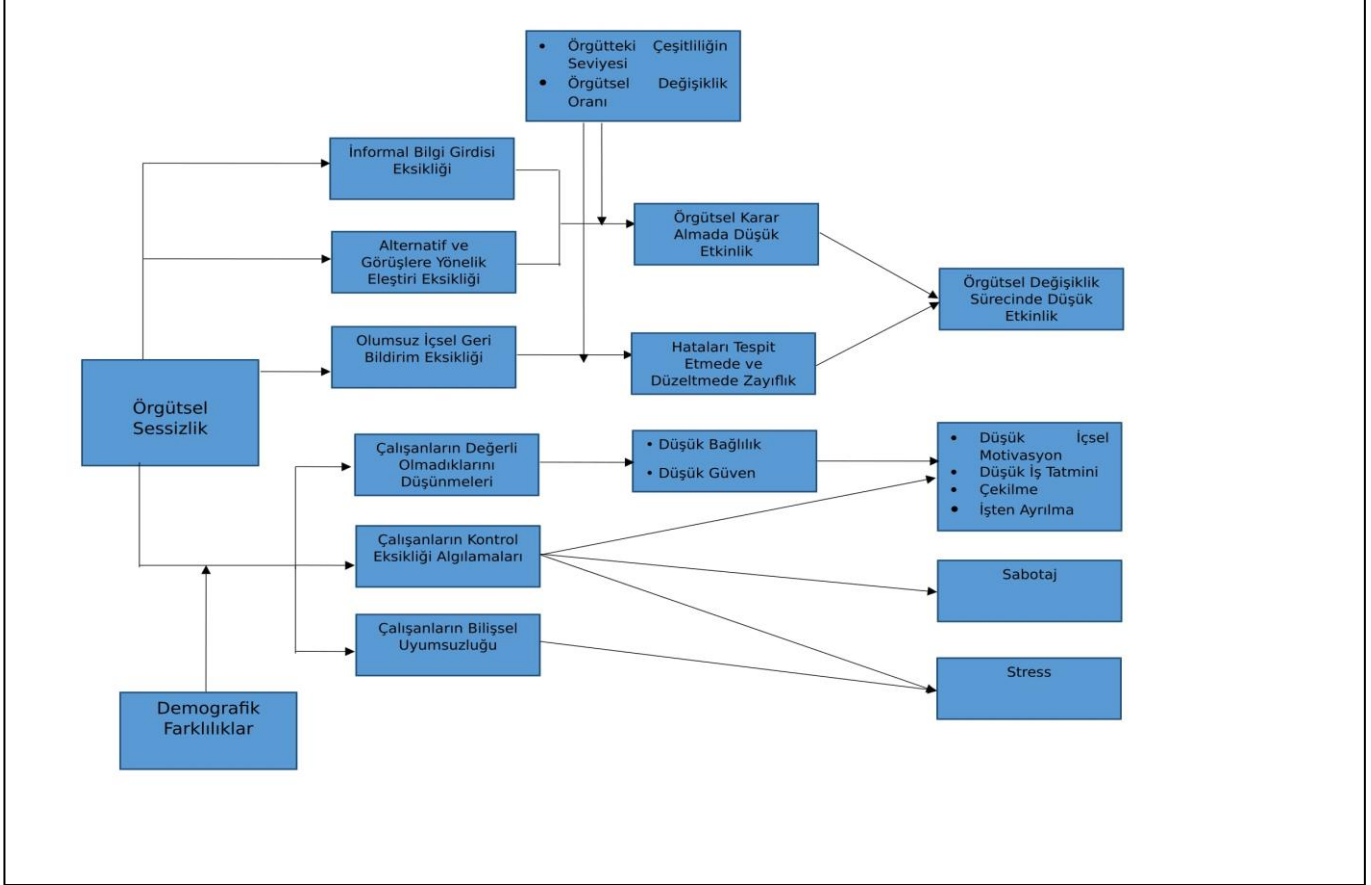 • Örgütteki Çeşitliliğin
Seviyesi
• Örgütsel Değişiklik
Oranı
İnformal Bilgi Girdisi
Eksikliği
Alternatif ve
Görüşlere Yönelik
Eleştiri Eksikliği
Olumsuz İçsel Geri
Bildirim Eksikliği
Örgütsel Karar
Almada Düşük
Etkinlik
Hataları Tespit
Etmede ve
Düzeltmede Zayıflık
Örgütsel Değişiklik
Sürecinde Düşük
Etkinlik
Örgütsel
Sessizlik
Çalışanların Değerli
Olmadıklarını
Düşünmeleri
• Düşük Bağlılık
• Düşük Güven
• Düşük İçsel
Motivasyon
• Düşük İş Tatmini
• Çekilme
• İşten Ayrılma
Çalışanların Kontrol
Eksikliği Algılamaları
Sabotaj
Çalışanların Bilişsel
Uyumsuzluğu
Stress
Demografik
Farklılıklar